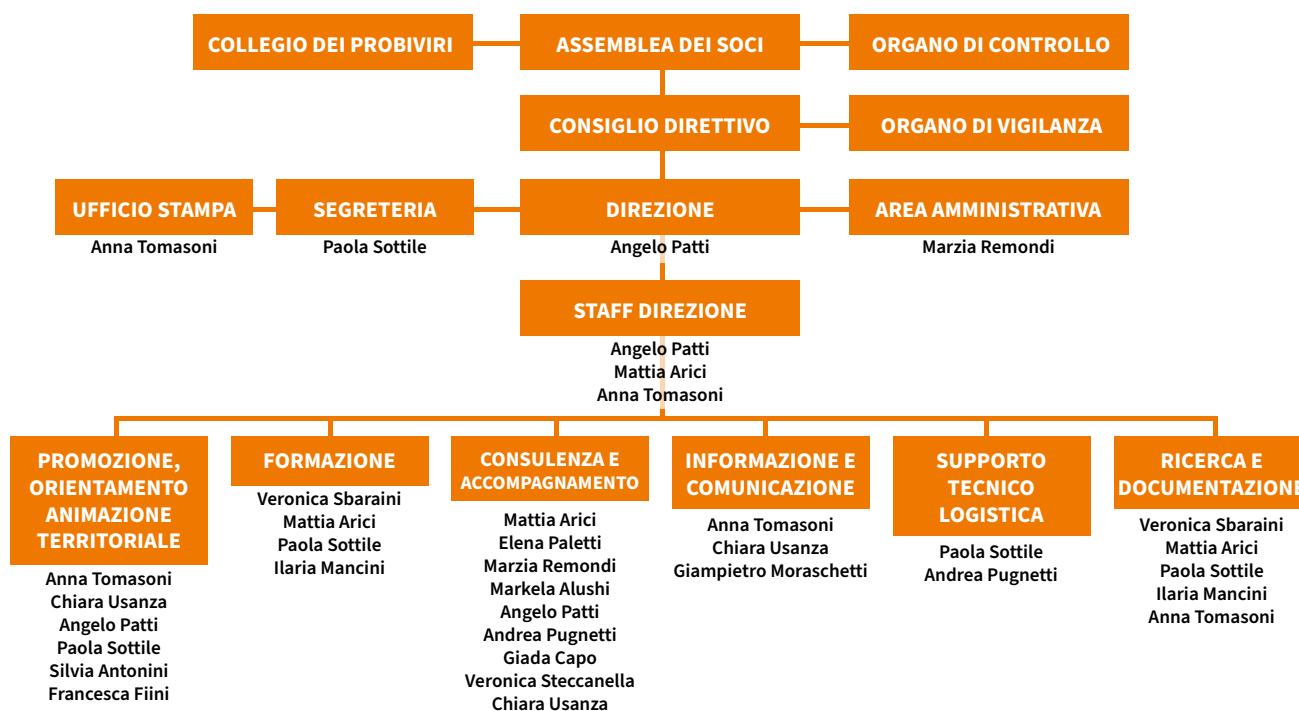 COLLEGIO DEI PROBIVIRI
ASSEMBLEA DEI SOCI
ORGANO DI CONTROLLO
CONSIGLIO DIRETTIVO
ORGANO DI VIGILANZA
UFFICIO STAMPA
Anna Tomasoni
SEGRETERIA
Paola Sottile
DIREZIONE
Angelo Patti
AREA AMMINISTRATIVA
Marzia Remondi
STAFF DIREZIONE
Angelo Patti
Mattia Arici
Anna Tomasoni
PROMOZIONE,
ORIENTAMENTO
ANIMAZIONE
TERRITORIALE
Anna Tomasoni
Chiara Usanza
Angelo Patti
Paola Sottile
Silvia Antonini
Francesca Fiini
FORMAZIONE
Veronica Sbaraini
Mattia Arici
Paola Sottile
Ilaria Mancini
CONSULENZA E
ACCOMPAGNAMENTO
Mattia Arici
Elena Paletti
Marzia Remondi
Markela Alushi
Angelo Patti
Andrea Pugnetti
Giada Capo
Veronica Steccanella
Chiara Usanza
INFORMAZIONE E
COMUNICAZIONE
Anna Tomasoni
Chiara Usanza
Giampietro Moraschetti
SUPPORTO
TECNICO
LOGISTICA
Paola Sottile
Andrea Pugnetti
RICERCA E
DOCUMENTAZIONE
Veronica Sbaraini
Mattia Arici
Paola Sottile
Ilaria Mancini
Anna Tomasoni